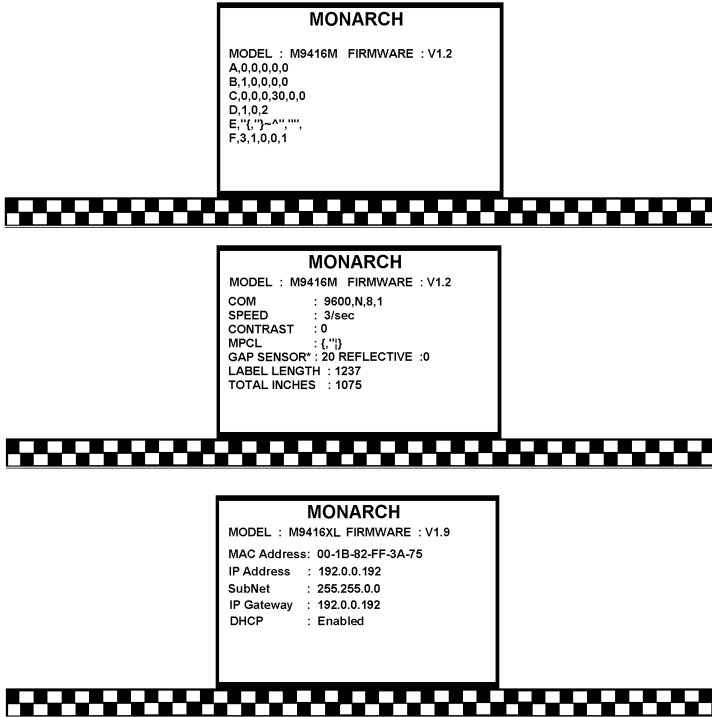 MONARCH
MODEL : M9416M FIRMWARE : V1.2
A,0,0,0,0,0
B,1,0,0,0,0
C,0,0,0,30,0,0
D,1,0,2
E,"{,"}~^","",
F,3,1,0,0,1
MONARCH
MODEL : M9416M FIRMWARE : V1.2
COM : 9600,N,8,1
SPEED : 3/sec
CONTRAST : 0
MPCL : {,"¦}
GAP SENSOR* : 20 REFLECTIVE :0
LABEL LENGTH : 1237
TOTAL INCHES : 1075
MONARCH
MODEL : M9416XL FIRMWARE : V1.9
MAC Address: 00-1B-82-FF-3A-75
IP Address : 192.0.0.192
SubNet : 255.255.0.0
IP Gateway : 192.0.0.192
DHCP : Enabled